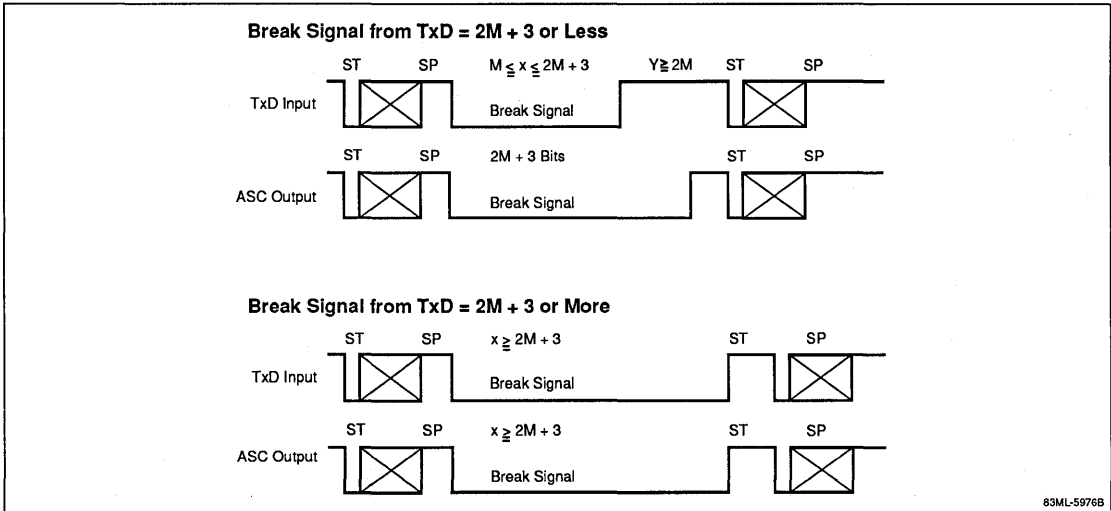 Break Signal from TxD = 2M + 3 or Less
ST SP M ≦ x ≦ 2M + 3 Y ≧ 2M ST SP
TxD Input
Break Signal
ST SP 2M + 3 Bits ST SP
ASC Output
Break Signal
Break Signal from TxD = 2M + 3 or More
ST SP x ≧ 2M + 3 ST SP
TxD Input
Break Signal
ST SP x ≧ 2M + 3 ST SP
ASC Output
Break Signal
83ML-5976B